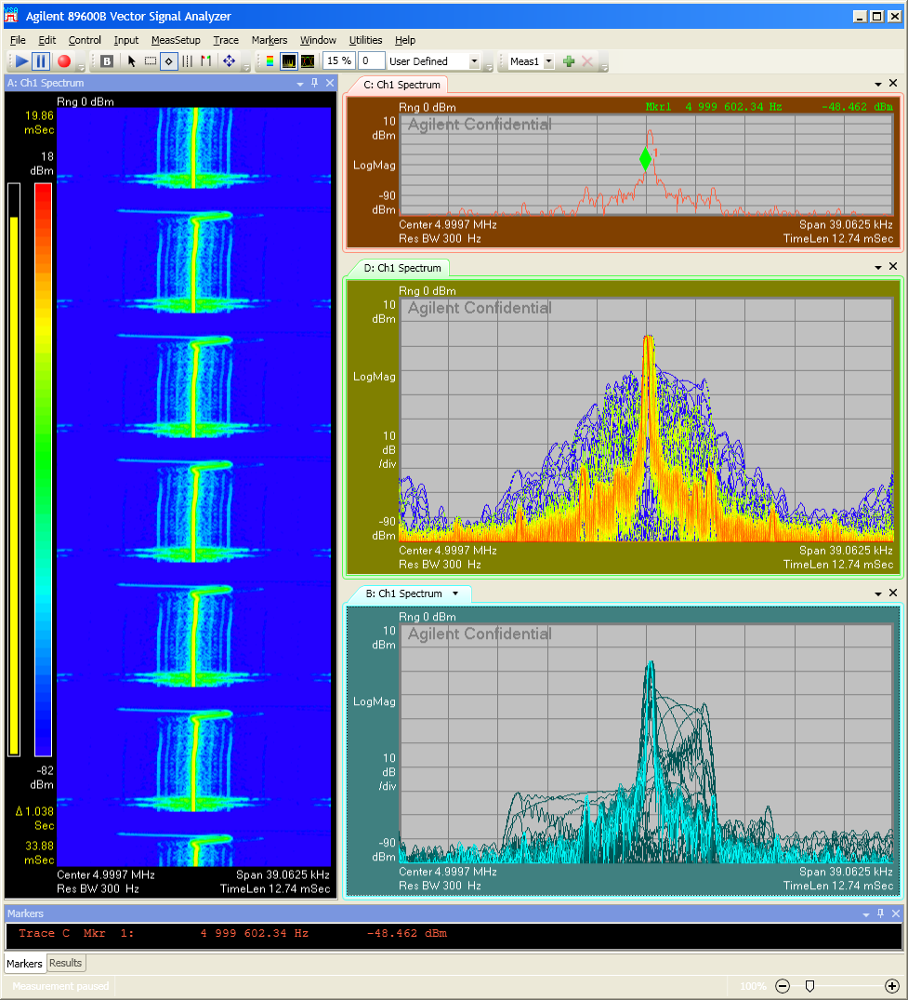 VSA
Agilent 89600B Vector Signal Analyzer
File Edit Control Input MeasSetup Trace Markers Window Utilities Help
B 15 % 0 User Defined Meas1
A: Ch1 Spectrum
Rng 0 dBm
19.86
mSec
18
dBm
-82
dBm
Δ 1.038
Sec
33.88
mSec
Center 4.9997 MHz Span 39.0625 kHz
Res BW 300 Hz TimeLen 12.74 mSec
C: Ch1 Spectrum
Rng 0 dBm Mkr1 4 999 602.34 Hz -48.462 dBm
Agilent Confidential
10
dBm
LogMag
1
-90
dBm
Center 4.9997 MHz Span 39.0625 kHz
Res BW 300 Hz TimeLen 12.74 mSec
D: Ch1 Spectrum
Rng 0 dBm
Agilent Confidential
10
dBm
LogMag
10
dB
/div
-90
dBm
Center 4.9997 MHz Span 39.0625 kHz
Res BW 300 Hz TimeLen 12.74 mSec
B: Ch1 Spectrum
Rng 0 dBm
Agilent Confidential
10
dBm
LogMag
10
dB
/div
-90
dBm
Center 4.9997 MHz Span 39.0625 kHz
Res BW 300 Hz TimeLen 12.74 mSec
Markers
Trace C Mkr 1: 4 999 602.34 Hz -48.462 dBm
Markers Results
Measurement paused 100%